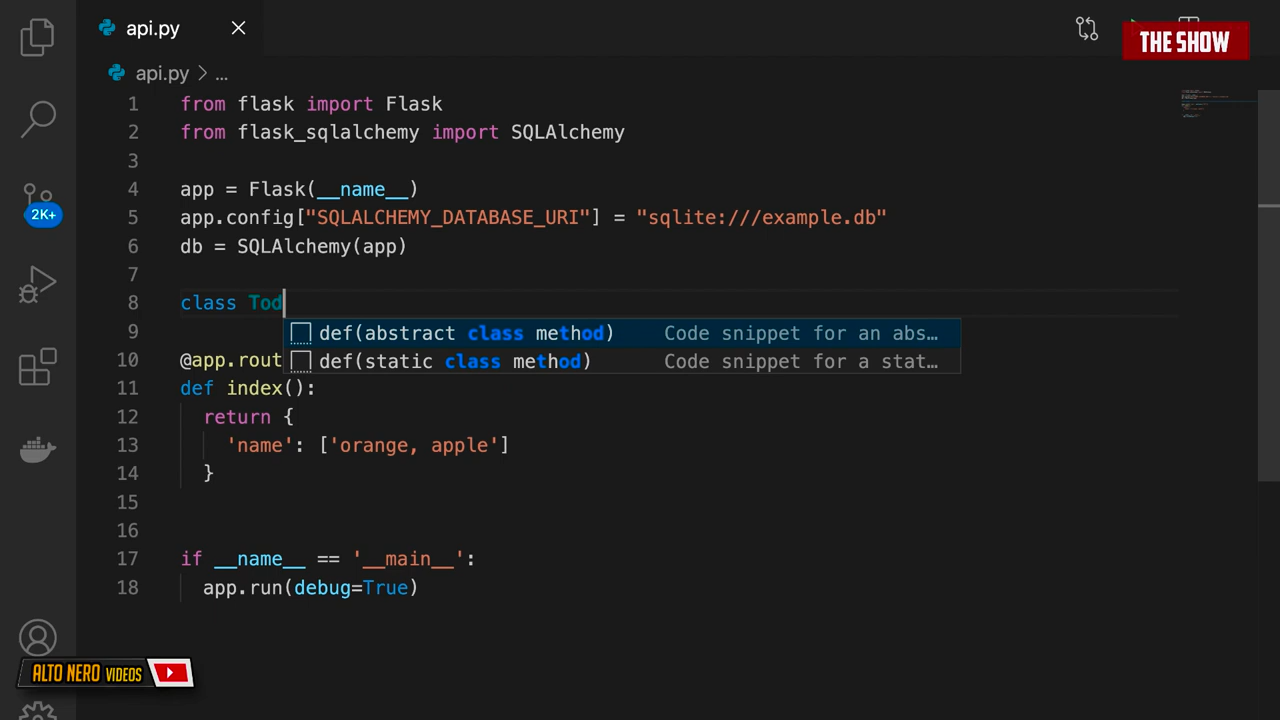 api.py
THE SHOW
api.py > ...
1 from flask import Flask
2 from flask_sqlalchemy import SQLAlchemy
3
4 app = Flask(__name__)
5 app.config["SQLALCHEMY_DATABASE_URI"] = "sqlite:///example.db"
6 db = SQLAlchemy(app)
7
2K+
8 class Tod
9 def(abstract class method) Code snippet for an abs…
def(static class method) Code snippet for a stat…
10 @app.rout
11 def index():
12 return {
13 'name': ['orange, apple']
14 }
15
16
17 if __name__ == '__main__':
18 app.run(debug=True)
ALTO NERO VIDEOS